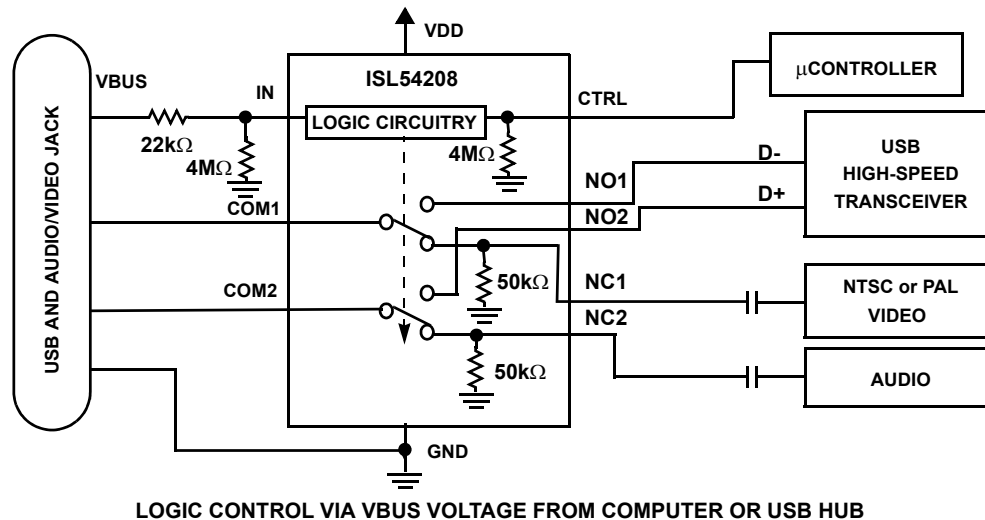 VDD
ISL54208
VBUS
IN
CTRL
μCONTROLLER
LOGIC CIRCUITRY
22kΩ
4MΩ
4MΩ
USB AND AUDIO/VIDEO JACK
NO1
D-
USB
HIGH-SPEED
TRANSCEIVER
COM1
NO2
D+
50kΩ
NC1
NTSC or PAL
VIDEO
COM2
NC2
50kΩ
AUDIO
GND
LOGIC CONTROL VIA VBUS VOLTAGE FROM COMPUTER OR USB HUB